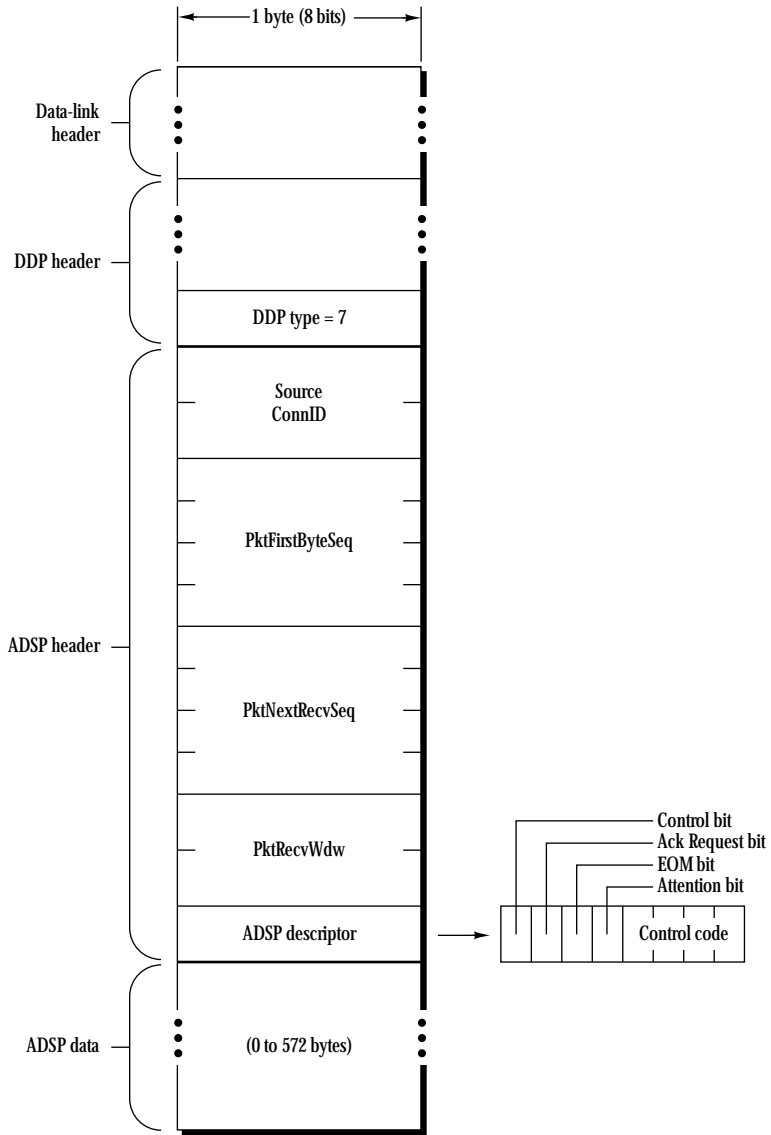 1 byte (8 bits)
Data-link
header
DDP header
DDP type = 7
Source
ConnID
PktFirstByteSeq
ADSP header
PktNextRecvSeq
PktRecvWdw
Control bit
Ack Request bit
EOM bit
Attention bit
ADSP descriptor
Control code
ADSP data
(0 to 572 bytes)